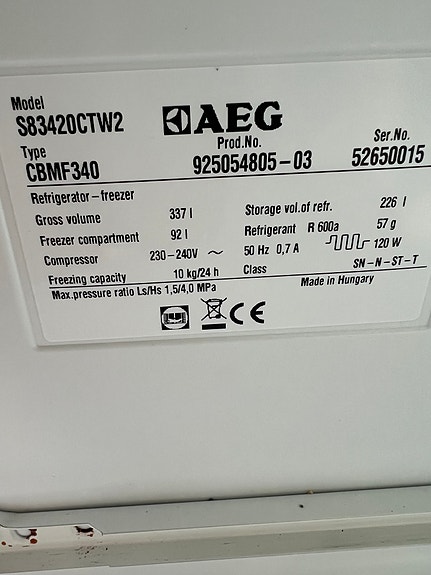 Model
S83420CTW2
AEG
Type
CBMF340
Prod.No.
925054805-03
Ser.No.
52650015
Refrigerator-freezer
Gross volume 337 l
Storage vol.of refr. 226 l
Freezer compartment 92 l
Refrigerant R 600a 57 g
Compressor 230-240V ~ 50 Hz 0,7 A 120 W
Freezing capacity 10 kg/24 h
Class SN-N-ST-T
Max.pressure ratio Ls/Hs 1,5/4,0 MPa
Made in Hungary
CE